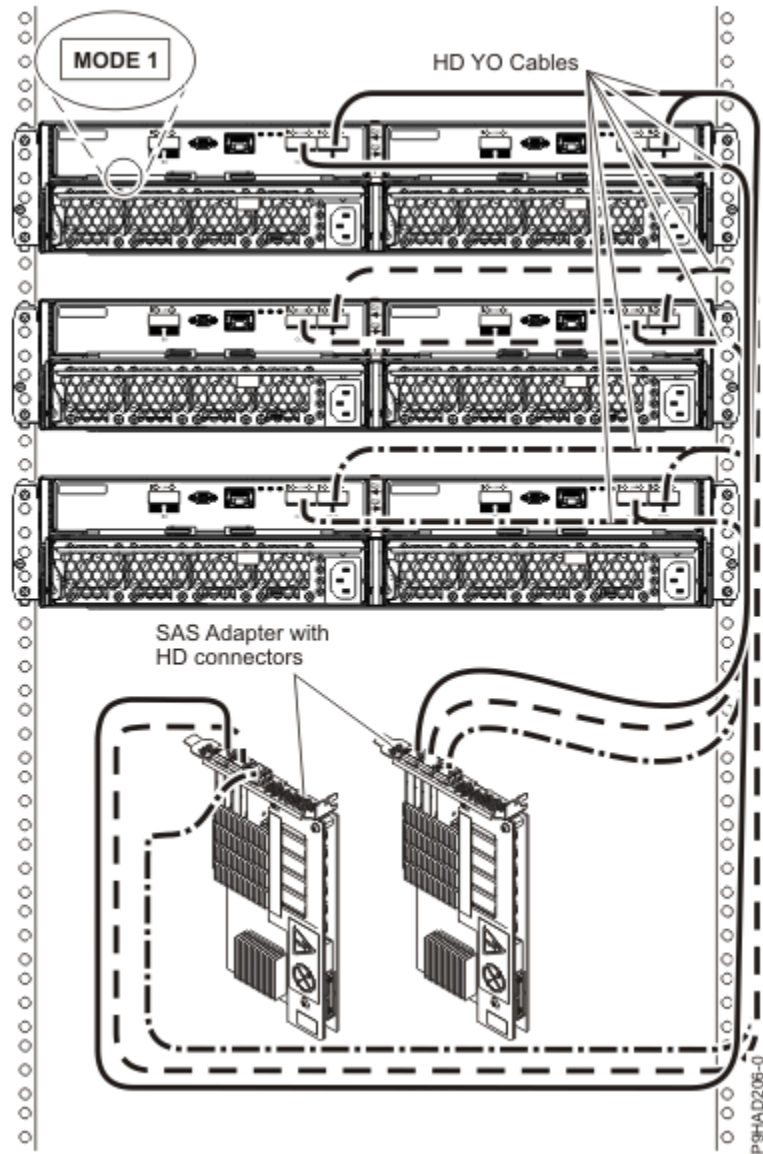 MODE 1
HD YO Cables
SAS Adapter with
HD connectors
P9HAD206-0